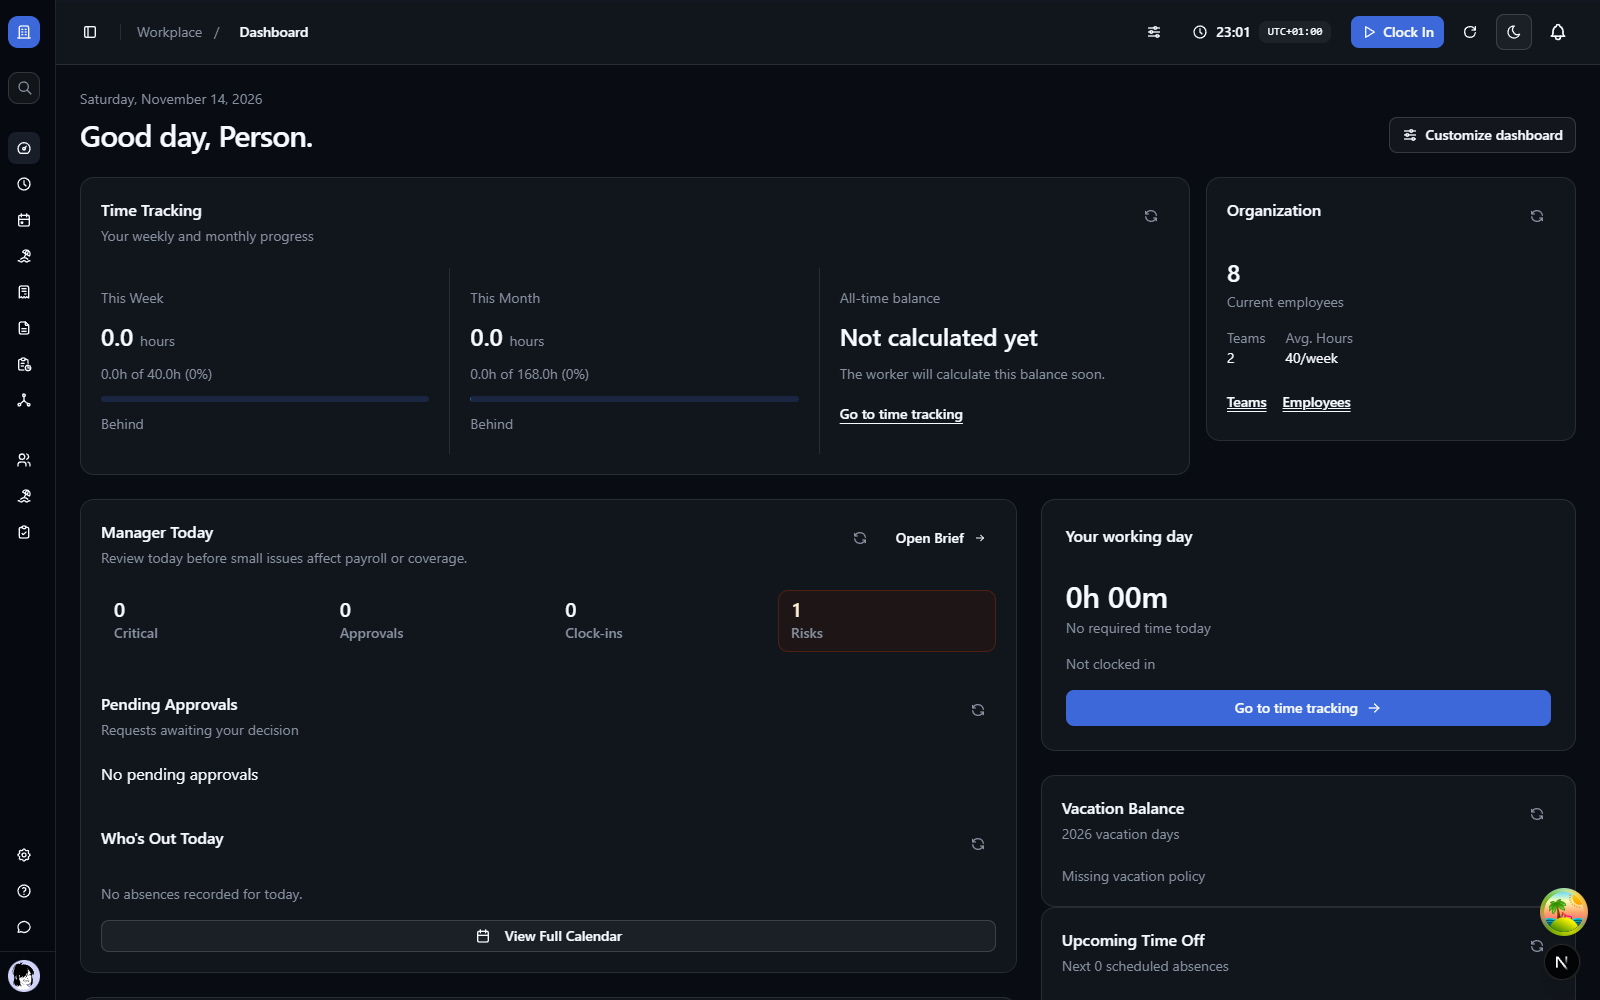 Workplace / Dashboard
23:01 UTC+01:00
Clock In
Saturday, November 14, 2026
Good day, Person.
Customize dashboard
Time Tracking
Your weekly and monthly progress
This Week
0.0 hours
0.0h of 40.0h (0%)
Behind
This Month
0.0 hours
0.0h of 168.0h (0%)
Behind
All-time balance
Not calculated yet
The worker will calculate this balance soon.
Go to time tracking
Organization
8
Current employees
Teams
2
Avg. Hours
40/week
Teams Employees
Manager Today
Review today before small issues affect payroll or coverage.
Open Brief
0
Critical
0
Approvals
0
Clock-ins
1
Risks
Pending Approvals
Requests awaiting your decision
No pending approvals
Who's Out Today
No absences recorded for today.
View Full Calendar
Your working day
0h 00m
No required time today
Not clocked in
Go to time tracking
Vacation Balance
2026 vacation days
Missing vacation policy
Upcoming Time Off
Next 0 scheduled absences
N